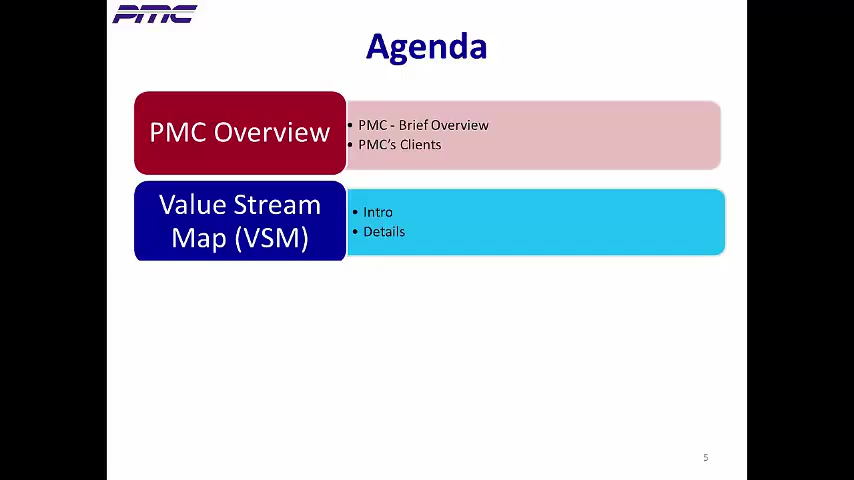 PMC
Agenda
PMC Overview
• PMC - Brief Overview
• PMC's Clients
Value Stream
Map (VSM)
• Intro
• Details
5